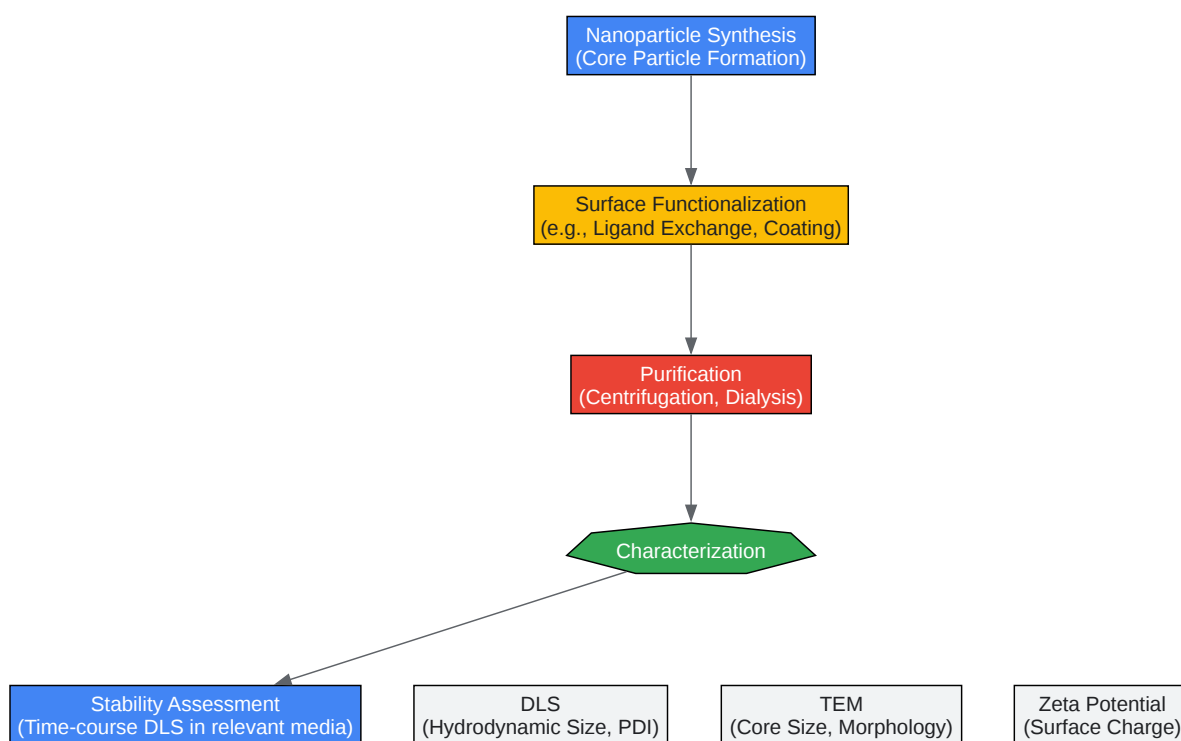 Nanoparticle Synthesis
(Core Particle Formation)
Surface Functionalization
(e.g., Ligand Exchange, Coating)
Purification
(Centrifugation, Dialysis)
Characterization
Stability Assessment
(Time-course DLS in relevant media)
DLS
(Hydrodynamic Size, PDI)
TEM
(Core Size, Morphology)
Zeta Potential
(Surface Charge)